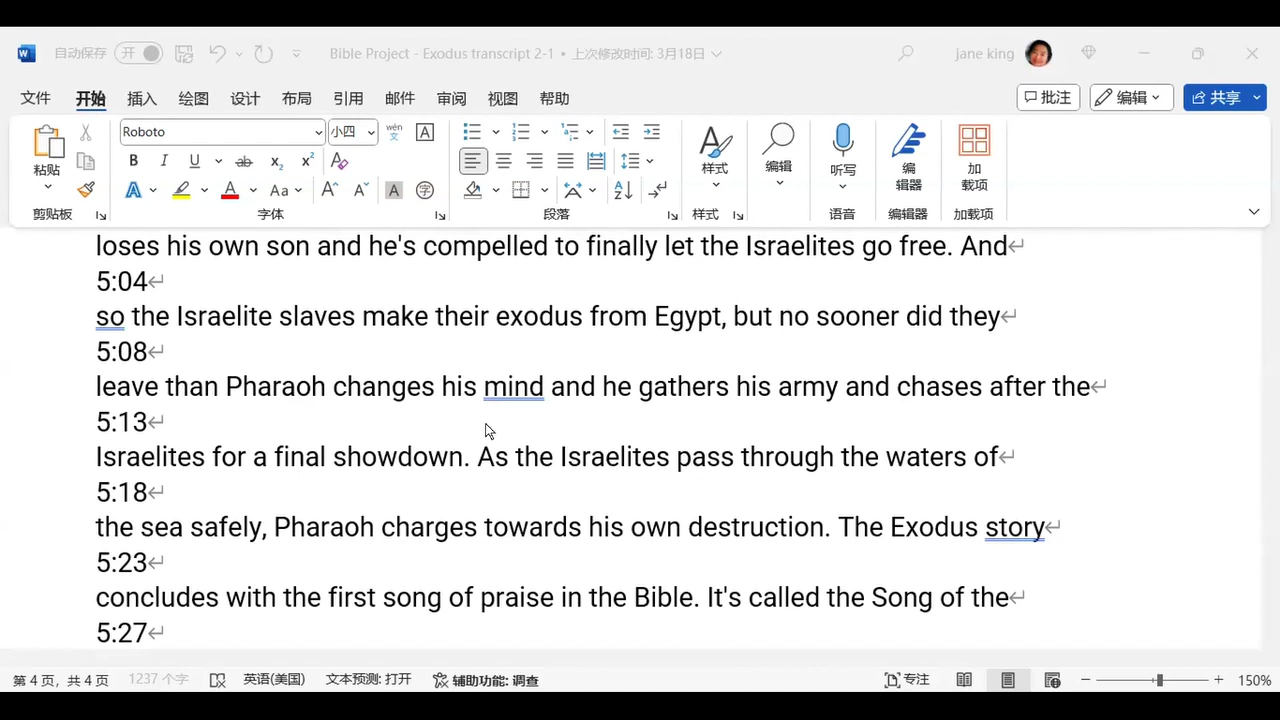 自动保存 开 Bible Project - Exodus transcript 2-1 • 上次修改时间: 3月18日 jane king
文件 开始 插入 绘图 设计 布局 引用 邮件 审阅 视图 帮助 批注 编辑 共享
Roboto 小四 wén 文 A
粘贴 B I U ab x₂ x² 样式 编辑 听写 编辑器 加载项
A A Aa A A A 字
剪贴板 字体 段落 样式 语音 编辑器 加载项
loses his own son and he's compelled to finally let the Israelites go free. And
5:04
so the Israelite slaves make their exodus from Egypt, but no sooner did they
5:08
leave than Pharaoh changes his mind and he gathers his army and chases after the
5:13
Israelites for a final showdown. As the Israelites pass through the waters of
5:18
the sea safely, Pharaoh charges towards his own destruction. The Exodus story
5:23
concludes with the first song of praise in the Bible. It's called the Song of the
5:27
第 4 页，共 4 页 1237 个字 英语(美国) 文本预测: 打开 辅助功能: 调查 专注 150%